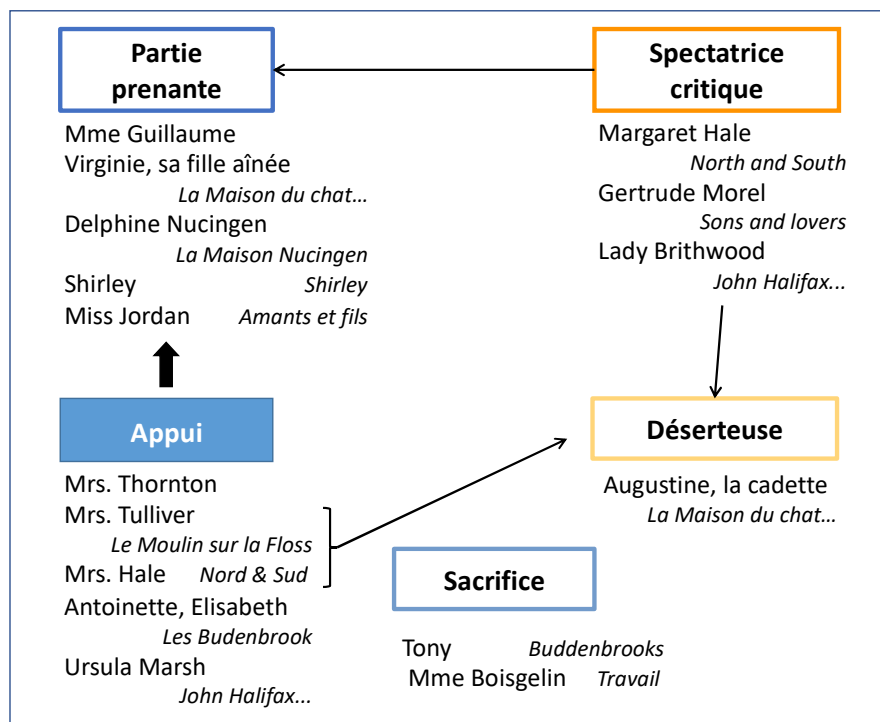 Partie
prenante
Mme Guillaume
Virginie, sa fille aînée
La Maison du chat...
Delphine Nucingen
La Maison Nucingen
Shirley Shirley
Miss Jordan Amants et fils
Spectatrice
critique
Margaret Hale
North and South
Gertrude Morel
Sons and lovers
Lady Brithwood
John Halifax...
Appui
Mrs. Thornton
Mrs. Tulliver
Le Moulin sur la Floss
Mrs. Hale Nord & Sud
Antoinette, Elisabeth
Les Budenbrook
Ursula Marsh
John Halifax...
Déserteuse
Augustine, la cadette
La Maison du chat...
Sacrifice
Tony Buddenbrooks
Mme Boisgelin Travail